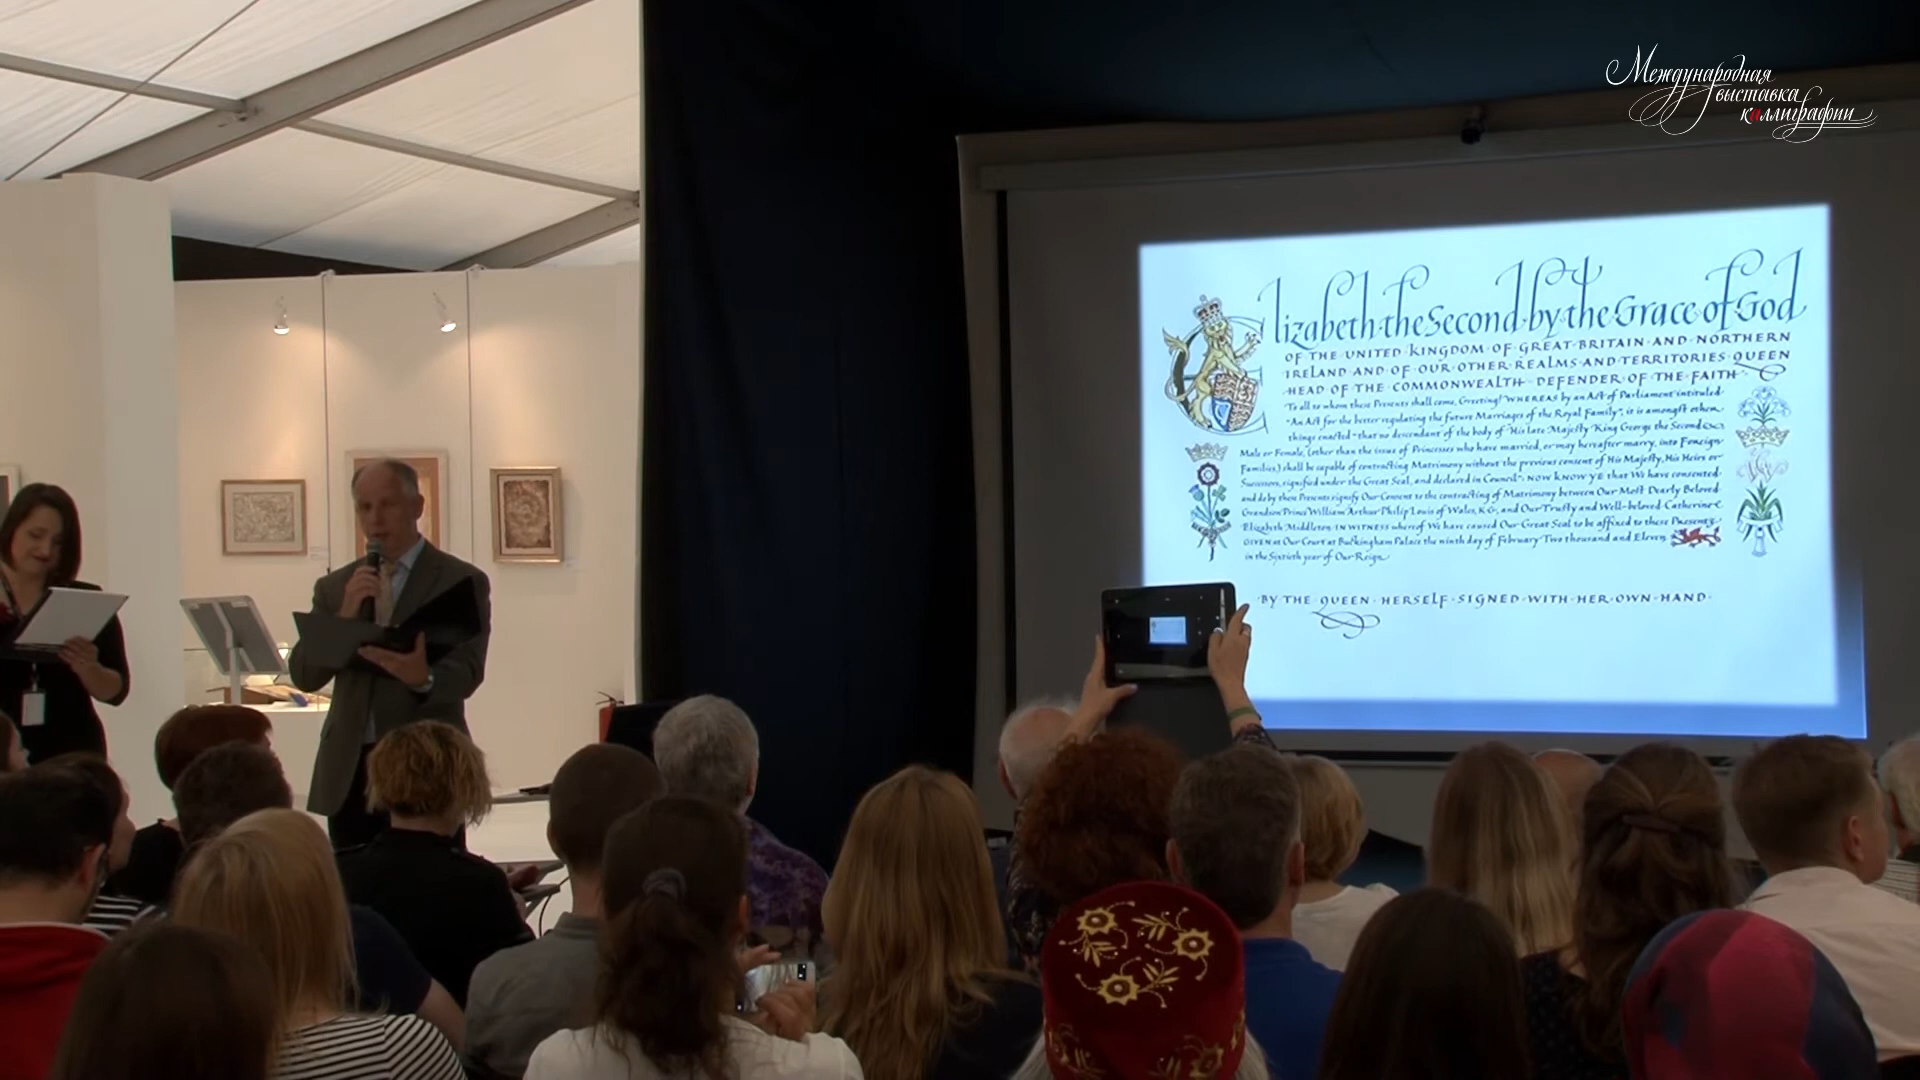 Международная
выставка
каллиграфии
Elizabeth the Second by the Grace of God
OF THE UNITED KINGDOM OF GREAT BRITAIN AND NORTHERN
IRELAND AND OF OUR OTHER REALMS AND TERRITORIES QUEEN
HEAD OF THE COMMONWEALTH DEFENDER OF THE FAITH
To all to whom these Presents shall come, Greeting! WHEREAS by an Act of Parliament intituled
"An Act for the better regulating the future Marriages of the Royal Family", it is amongst other
things enacted "that no descendant of the body of His late Majesty King George the Second
Male or Female, (other than the issue of Princesses who have married, or may hereafter marry, into Foreign
Families,) shall be capable of contracting Matrimony without the previous consent of His Majesty, His Heirs or
Successors, signified under the Great Seal, and declared in Council": NOW KNOW YE that We have consented
and do by these Presents signify Our Consent to the contracting of Matrimony between Our Most Dearly Beloved
Grandson Prince William Arthur Philip Louis of Wales, K.G., and Our Trusty and Well-beloved Catherine
Elizabeth Middleton: IN WITNESS whereof We have caused Our Great Seal to be affixed to these Presents
GIVEN at Our Court at Buckingham Palace the ninth day of February Two thousand and Eleven
in the Sixtieth year of Our Reign.
BY THE QUEEN HERSELF SIGNED WITH HER OWN HAND